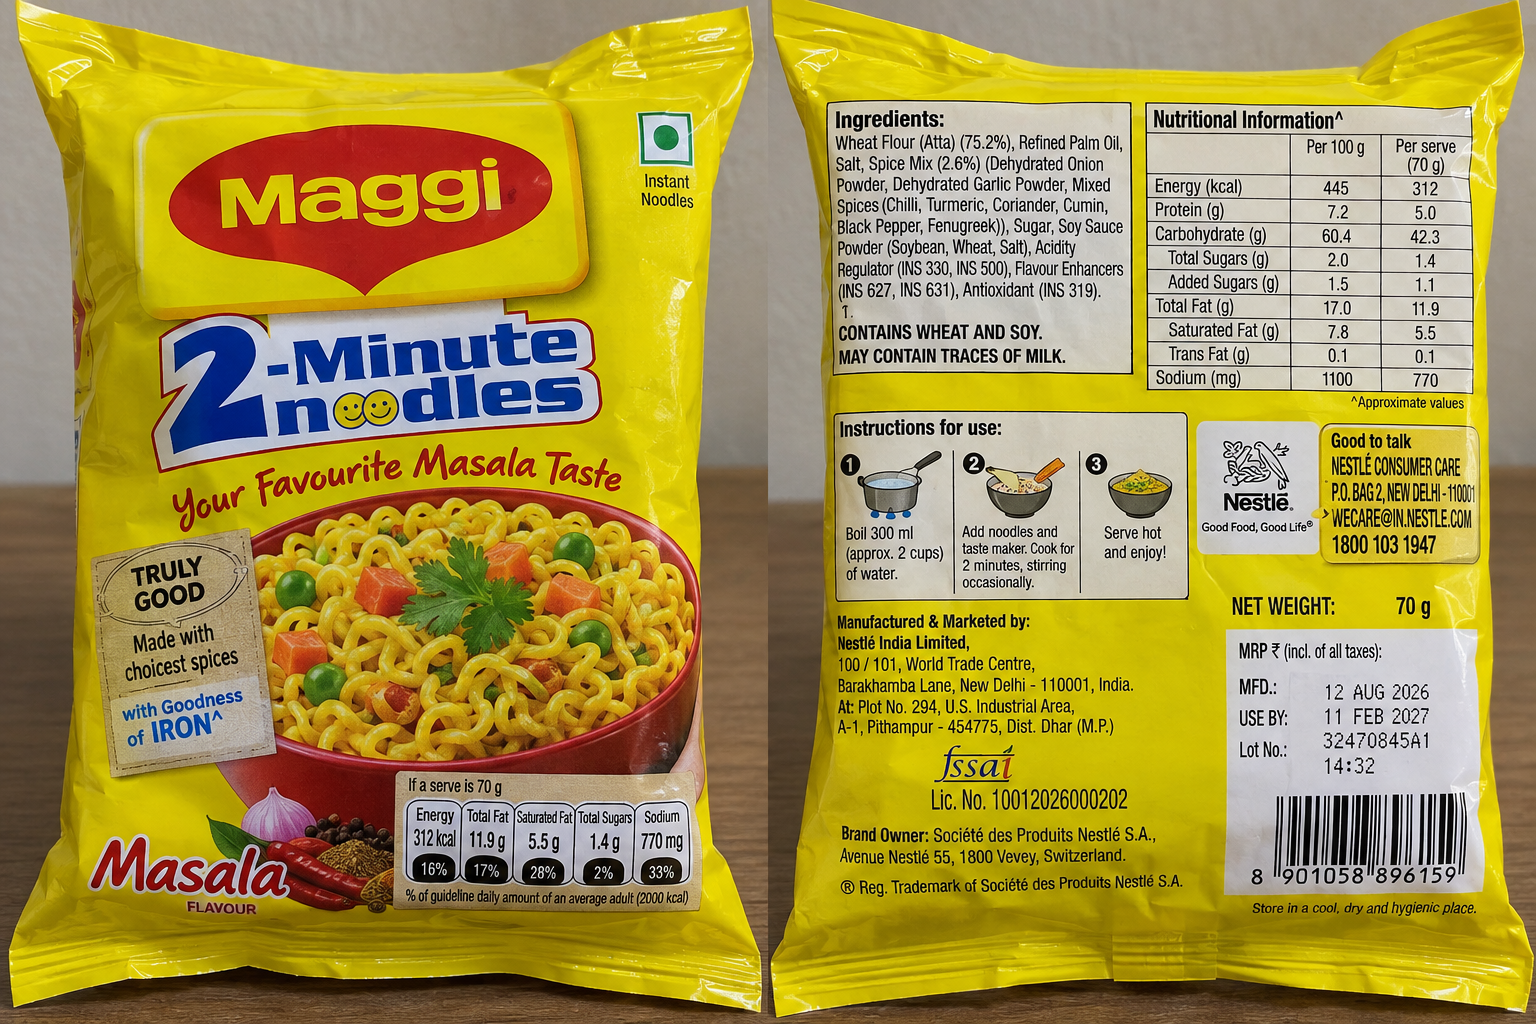 Maggi
Instant
Noodles
2-Minute
noodles
Your Favourite Masala Taste
TRULY
GOOD
Made with
choicest spices
with Goodness
of IRON^
If a serve is 70 g
Energy Total Fat Saturated Fat Total Sugars Sodium
312 kcal 11.9 g 5.5 g 1.4 g 770 mg
16% 17% 28% 2% 33%
% of guideline daily amount of an average adult (2000 kcal)
Masala
FLAVOUR
Ingredients:
Wheat Flour (Atta) (75.2%), Refined Palm Oil,
Salt, Spice Mix (2.6%) (Dehydrated Onion
Powder, Dehydrated Garlic Powder, Mixed
Spices (Chilli, Turmeric, Coriander, Cumin,
Black Pepper, Fenugreek)), Sugar, Soy Sauce
Powder (Soybean, Wheat, Salt), Acidity
Regulator (INS 330, INS 500), Flavour Enhancers
(INS 627, INS 631), Antioxidant (INS 319).
1.
CONTAINS WHEAT AND SOY.
MAY CONTAIN TRACES OF MILK.
Nutritional Information^
Per 100 g Per serve
(70 g)
Energy (kcal) 445 312
Protein (g) 7.2 5.0
Carbohydrate (g) 60.4 42.3
Total Sugars (g) 2.0 1.4
Added Sugars (g) 1.5 1.1
Total Fat (g) 17.0 11.9
Saturated Fat (g) 7.8 5.5
Trans Fat (g) 0.1 0.1
Sodium (mg) 1100 770
^Approximate values
Instructions for use:
1
Boil 300 ml
(approx. 2 cups)
of water.
2
Add noodles and
taste maker. Cook for
2 minutes, stirring
occasionally.
3
Serve hot
and enjoy!
Nestlé®
Good Food, Good Life®
Good to talk
NESTLÉ CONSUMER CARE
P.O. BAG 2, NEW DELHI - 110001
WECARE@IN.NESTLE.COM
1800 103 1947
Manufactured & Marketed by:
Nestlé India Limited,
100 / 101, World Trade Centre,
Barakhamba Lane, New Delhi - 110001, India.
At: Plot No. 294, U.S. Industrial Area,
A-1, Pithampur - 454775, Dist. Dhar (M.P.)
fssai
Lic. No. 10012026000202
Brand Owner: Société des Produits Nestlé S.A.,
Avenue Nestlé 55, 1800 Vevey, Switzerland.
® Reg. Trademark of Société des Produits Nestlé S.A.
NET WEIGHT: 70 g
MRP ₹ (incl. of all taxes):
MFD.: 12 AUG 2026
USE BY: 11 FEB 2027
Lot No.: 32470845A1
14:32
8 901058 896159
Store in a cool, dry and hygienic place.